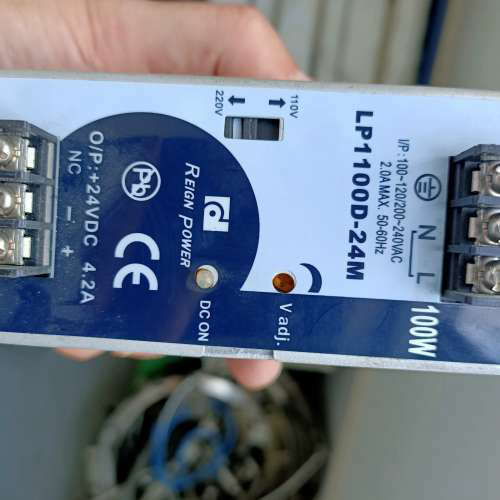 110V
220V
LP1100D-24M
I/P:100~120/200~240VAC
2.0A MAX. 50-60Hz
N
L
100W
O/P:+24VDC 4.2A
NC - +
Pb
CE
REIGN POWER
DC ON
V adj.